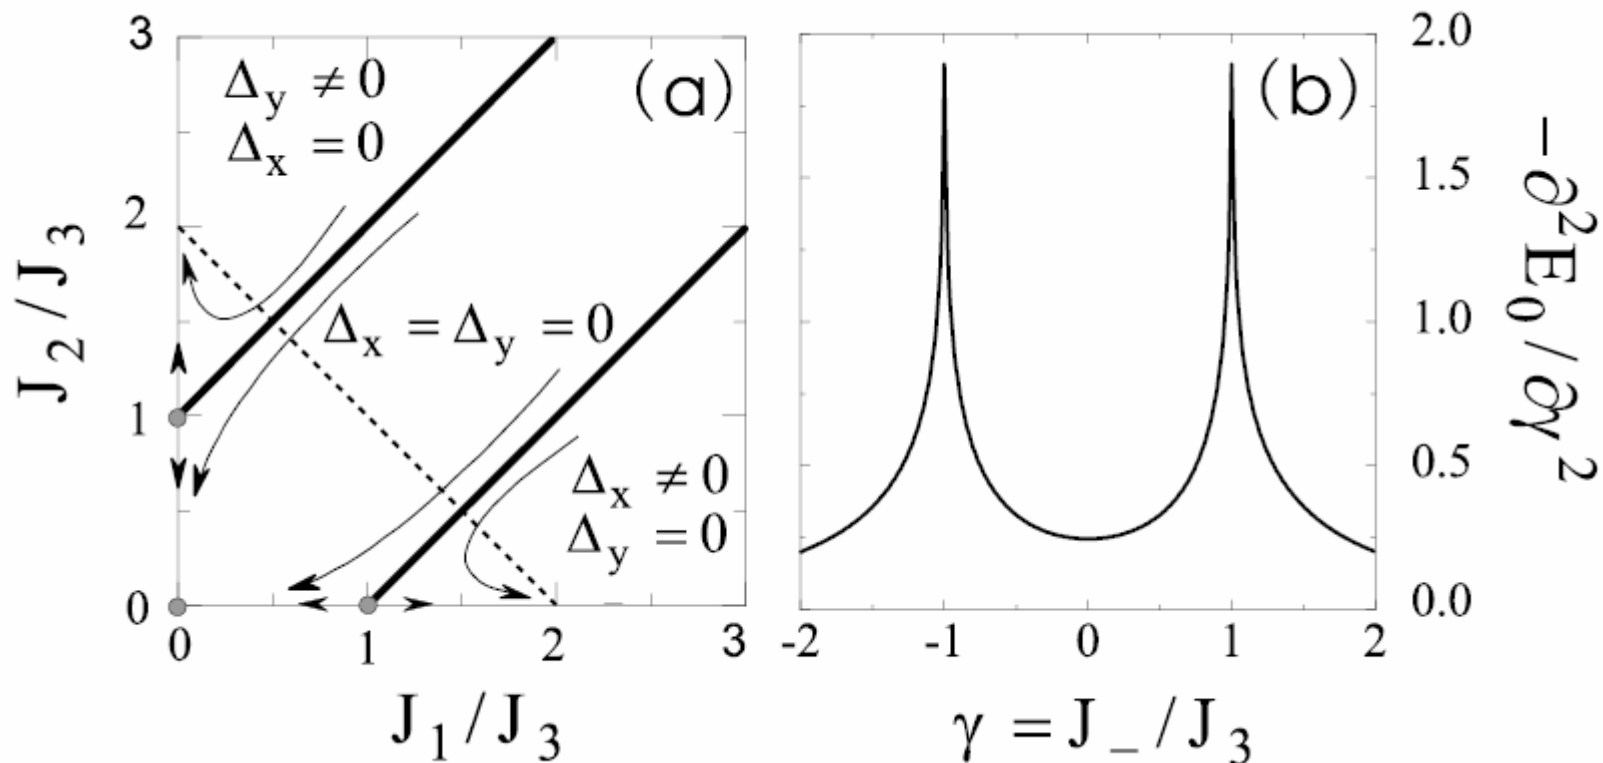 3
2
1
0
J₂/J₃
0
1
2
3
J₁/J₃
(a)
Δy ≠ 0
Δx = 0
Δx = Δy = 0
Δx ≠ 0
Δy = 0
(b)
2.0
1.5
1.0
0.5
0.0
−∂²E₀/∂γ²
-2
-1
0
1
2
γ = J₋/J₃